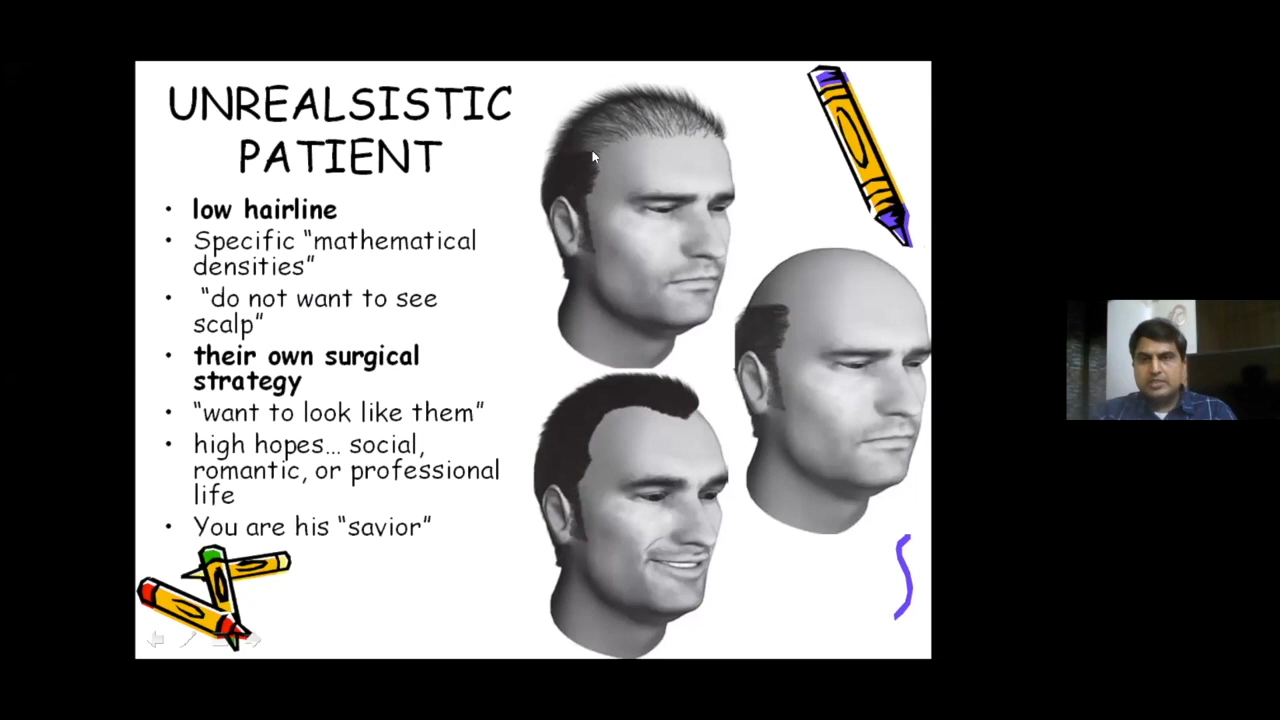 UNREALSISTIC
PATIENT
• low hairline
• Specific “mathematical
densities”
• “do not want to see
scalp”
• their own surgical
strategy
• “want to look like them”
• high hopes… social,
romantic, or professional
life
• You are his “savior”